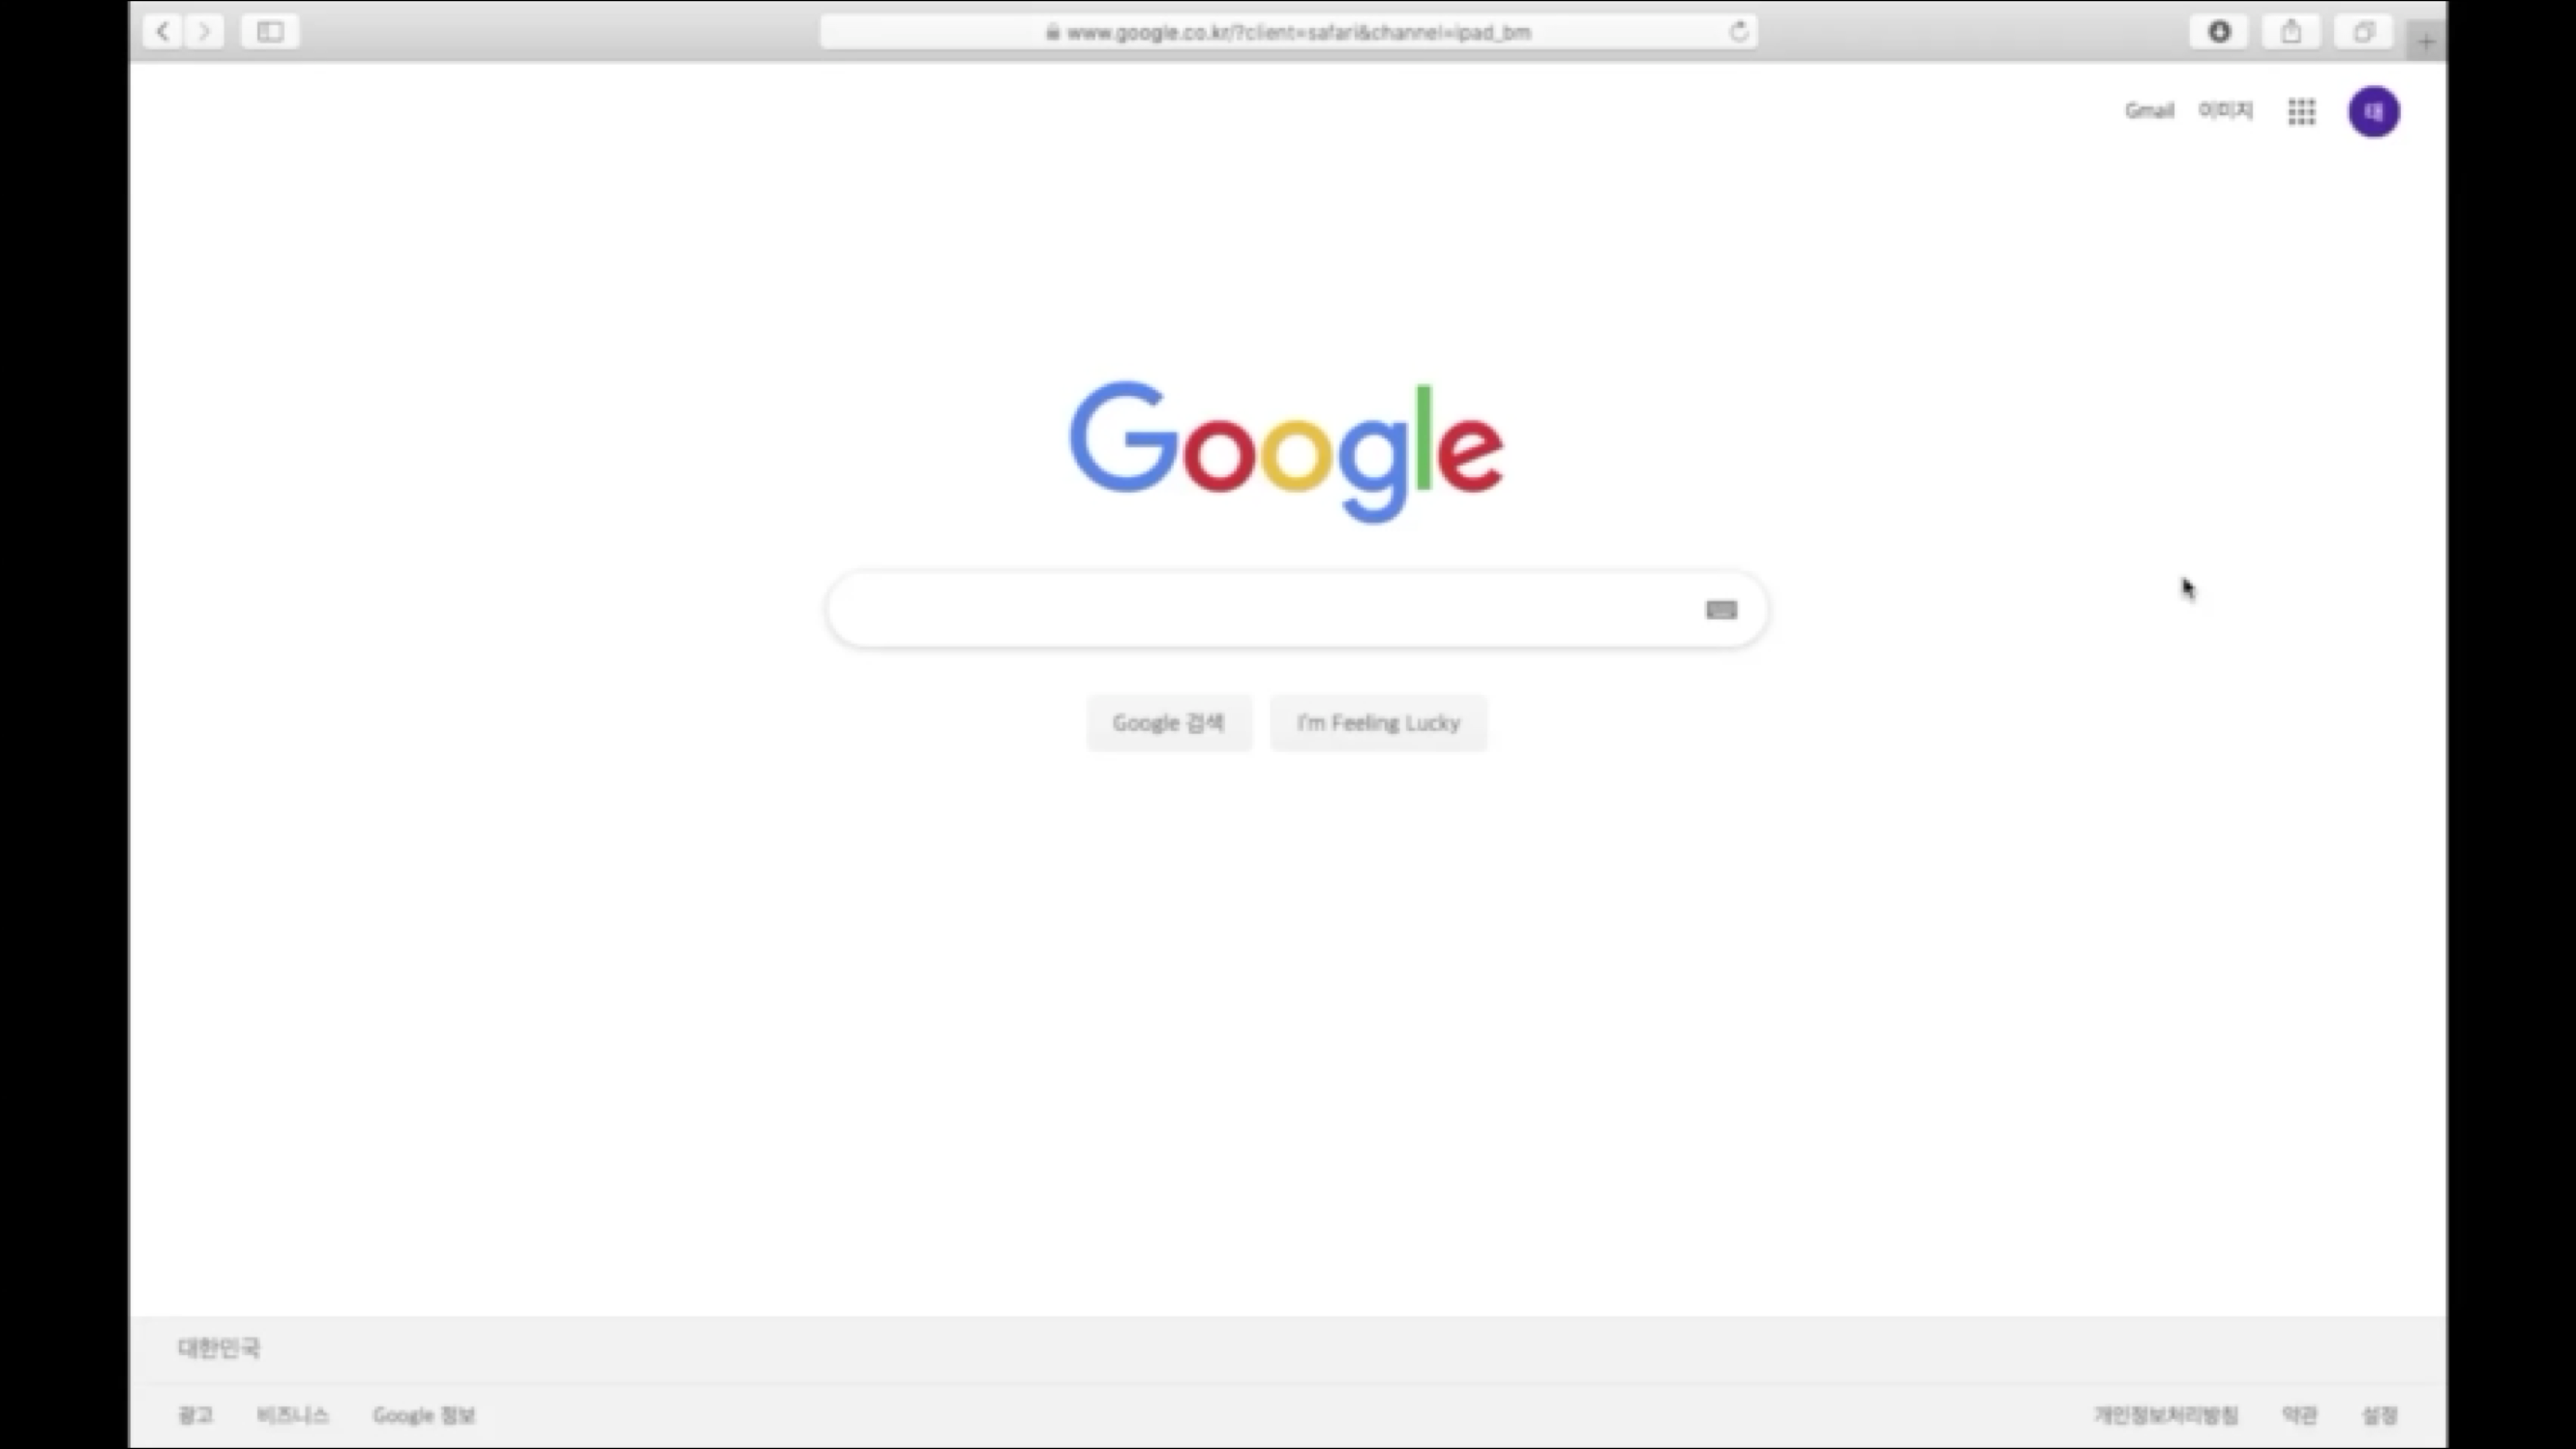 www.google.co.kr/?client=safari&channel=ipad_bm
Gmail 이미지 대
Google
Google 검색 I'm Feeling Lucky
대한민국
광고 비즈니스 Google 정보 개인정보처리방침 약관 설정